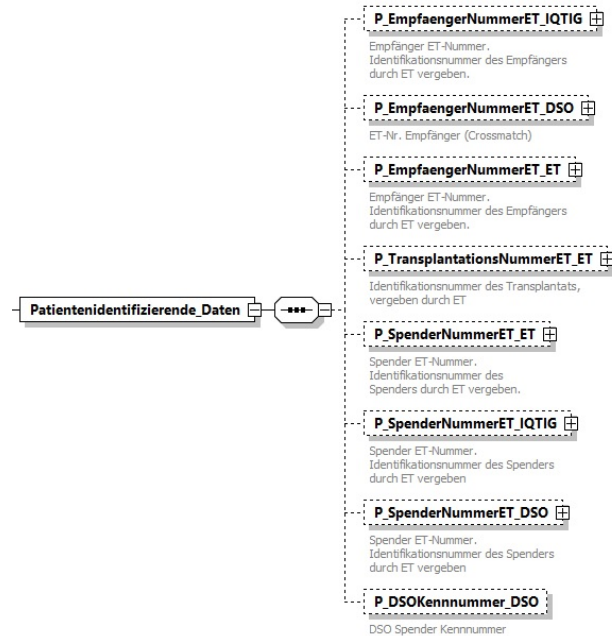 P_EmpfaengerNummerET_IQTIG
Empfänger ET-Nummer.
Identifikationsnummer des Empfängers
durch ET vergeben.
P_EmpfaengerNummerET_DSO
ET-Nr. Empfänger (Crossmatch)
P_EmpfaengerNummerET_ET
Empfänger ET-Nummer.
Identifikationsnummer des Empfängers
durch ET vergeben.
P_TransplantationsNummerET_ET
Identifikationsnummer des Transplantats,
vergeben durch ET
Patientenidentifizierende_Daten
P_SpenderNummerET_ET
Spender ET-Nummer.
Identifikationsnummer des
Spenders durch ET vergeben.
P_SpenderNummerET_IQTIG
Spender ET-Nummer.
Identifikationsnummer des Spenders
durch ET vergeben
P_SpenderNummerET_DSO
Spender ET-Nummer.
Identifikationsnummer des Spenders
durch ET vergeben
P_DSOKennnummer_DSO
DSO Spender Kennnummer